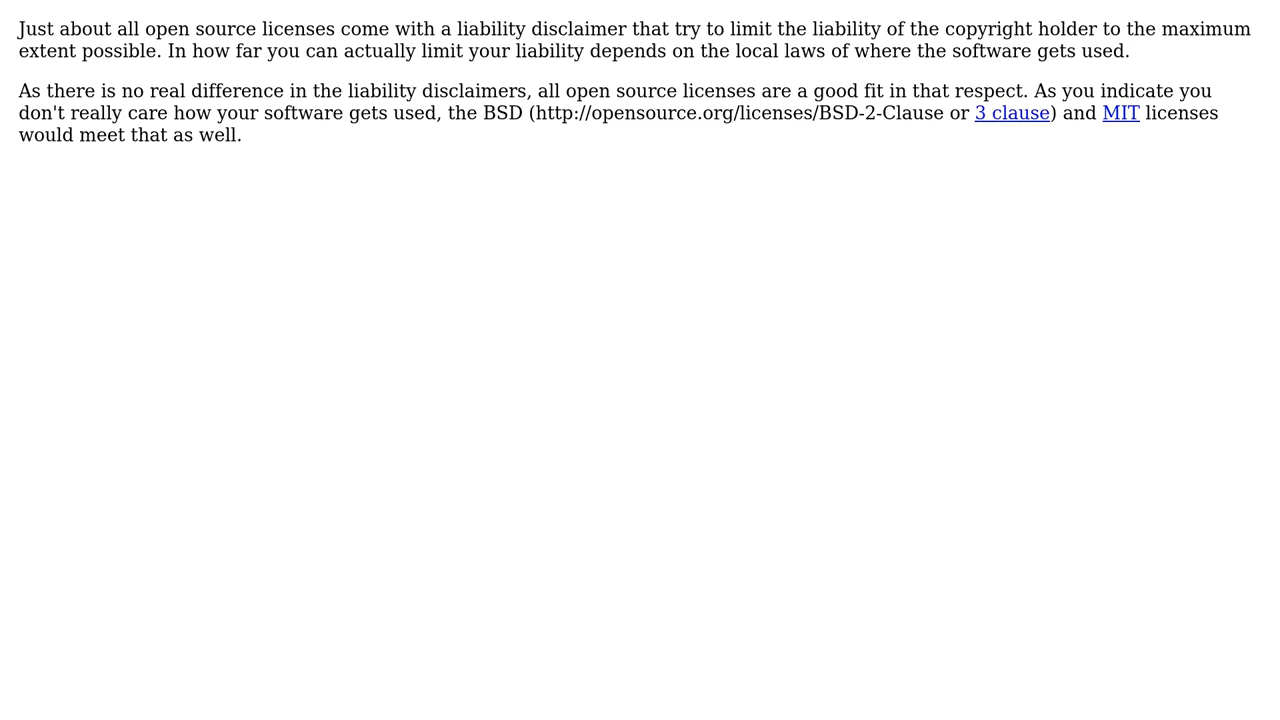 Just about all open source licenses come with a liability disclaimer that try to limit the liability of the copyright holder to the maximum
extent possible. In how far you can actually limit your liability depends on the local laws of where the software gets used.
As there is no real difference in the liability disclaimers, all open source licenses are a good fit in that respect. As you indicate you
don't really care how your software gets used, the BSD (http://opensource.org/licenses/BSD-2-Clause or 3 clause) and MIT licenses
would meet that as well.